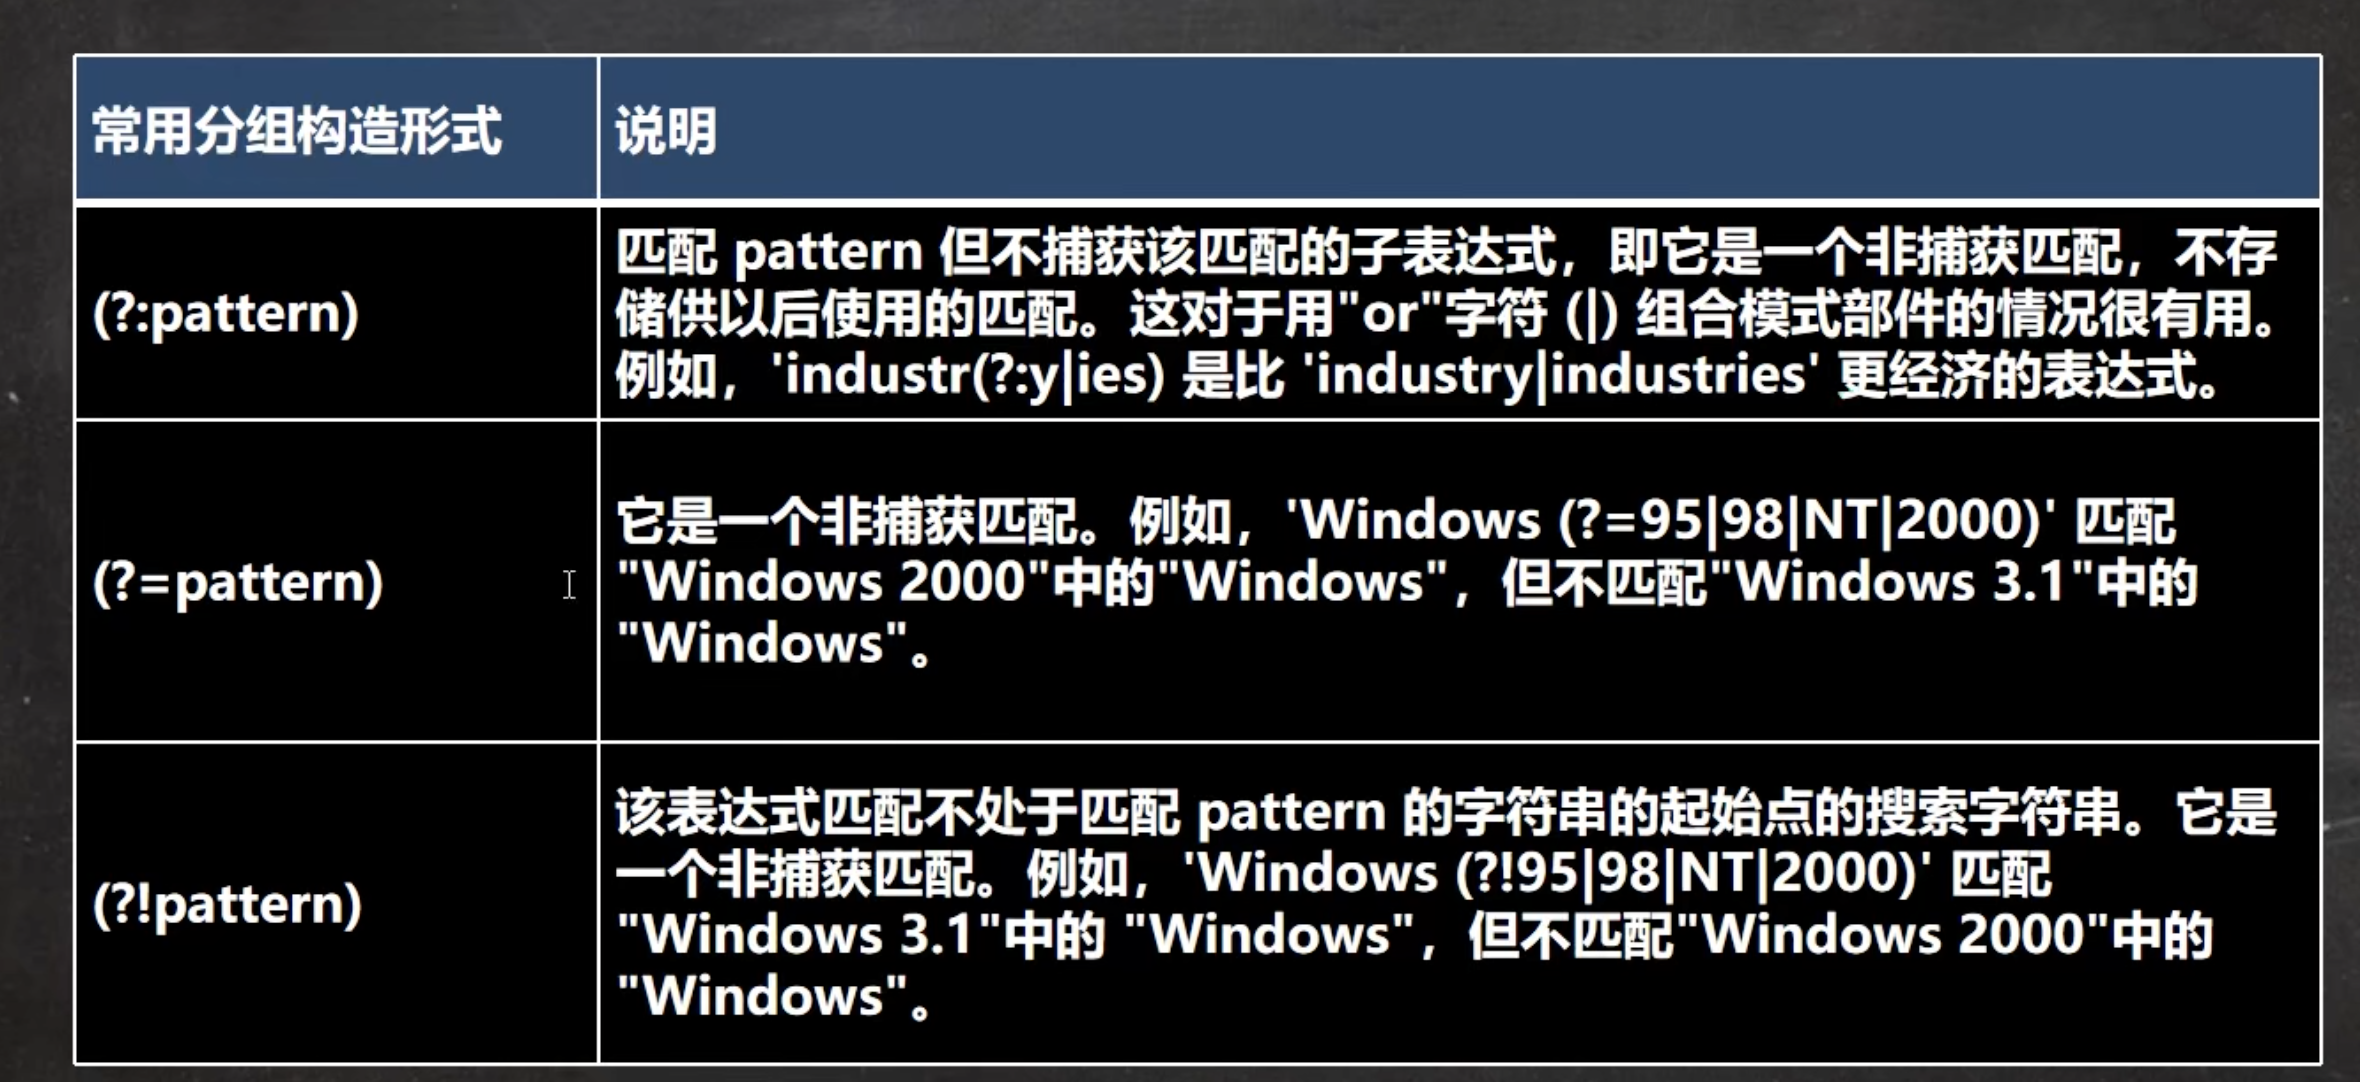 常用分组构造形式
说明
(?:pattern)
匹配 pattern 但不捕获该匹配的子表达式，即它是一个非捕获匹配，不存
储供以后使用的匹配。这对于用"or"字符 (|) 组合模式部件的情况很有用。
例如，'industr(?:y|ies) 是比 'industry|industries' 更经济的表达式。
(?=pattern)
它是一个非捕获匹配。例如，'Windows (?=95|98|NT|2000)' 匹配
"Windows 2000"中的"Windows"，但不匹配"Windows 3.1"中的
"Windows"。
(?!pattern)
该表达式匹配不处于匹配 pattern 的字符串的起始点的搜索字符串。它是
一个非捕获匹配。例如，'Windows (?!95|98|NT|2000)' 匹配
"Windows 3.1"中的 "Windows"，但不匹配"Windows 2000"中的
"Windows"。